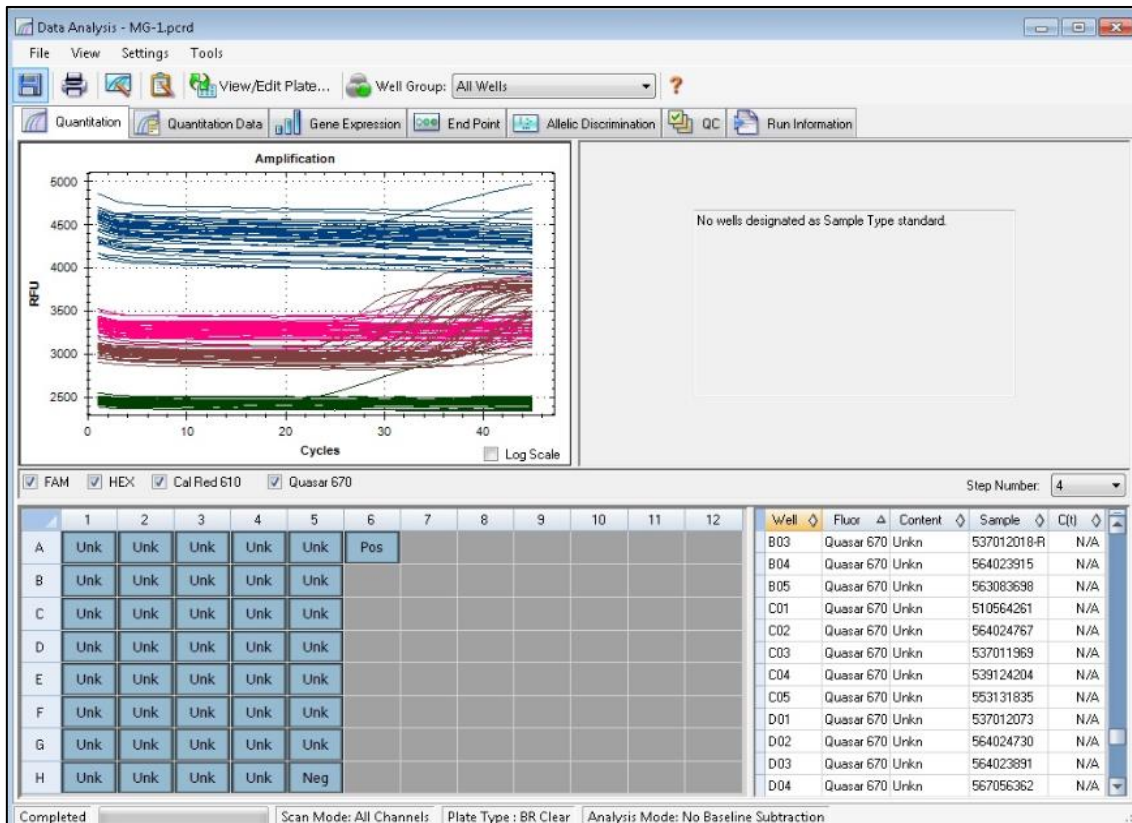 Data Analysis - MG-1.pcrd
File View Settings Tools
View/Edit Plate... Well Group: All Wells ?
Quantitation Quantitation Data Gene Expression End Point Allelic Discrimination QC Run Information
Amplification
5000
4500
4000
3500
3000
2500
RFU
0 10 20 30 40
Cycles
Log Scale
No wells designated as Sample Type standard.
FAM HEX Cal Red 610 Quasar 670 Step Number: 4
1 2 3 4 5 6 7 8 9 10 11 12
A Unk Unk Unk Unk Unk Pos
B Unk Unk Unk Unk Unk
C Unk Unk Unk Unk Unk
D Unk Unk Unk Unk Unk
E Unk Unk Unk Unk Unk
F Unk Unk Unk Unk Unk
G Unk Unk Unk Unk Unk
H Unk Unk Unk Unk Neg
Well Fluor Content Sample C(t)
B03 Quasar 670 Unkn 537012018-R N/A
B04 Quasar 670 Unkn 564023915 N/A
B05 Quasar 670 Unkn 563083698 N/A
C01 Quasar 670 Unkn 510564261 N/A
C02 Quasar 670 Unkn 564024767 N/A
C03 Quasar 670 Unkn 537011969 N/A
C04 Quasar 670 Unkn 539124204 N/A
C05 Quasar 670 Unkn 553131835 N/A
D01 Quasar 670 Unkn 537012073 N/A
D02 Quasar 670 Unkn 564024730 N/A
D03 Quasar 670 Unkn 564023891 N/A
D04 Quasar 670 Unkn 567056362 N/A
Completed Scan Mode: All Channels Plate Type : BR Clear Analysis Mode: No Baseline Subtraction